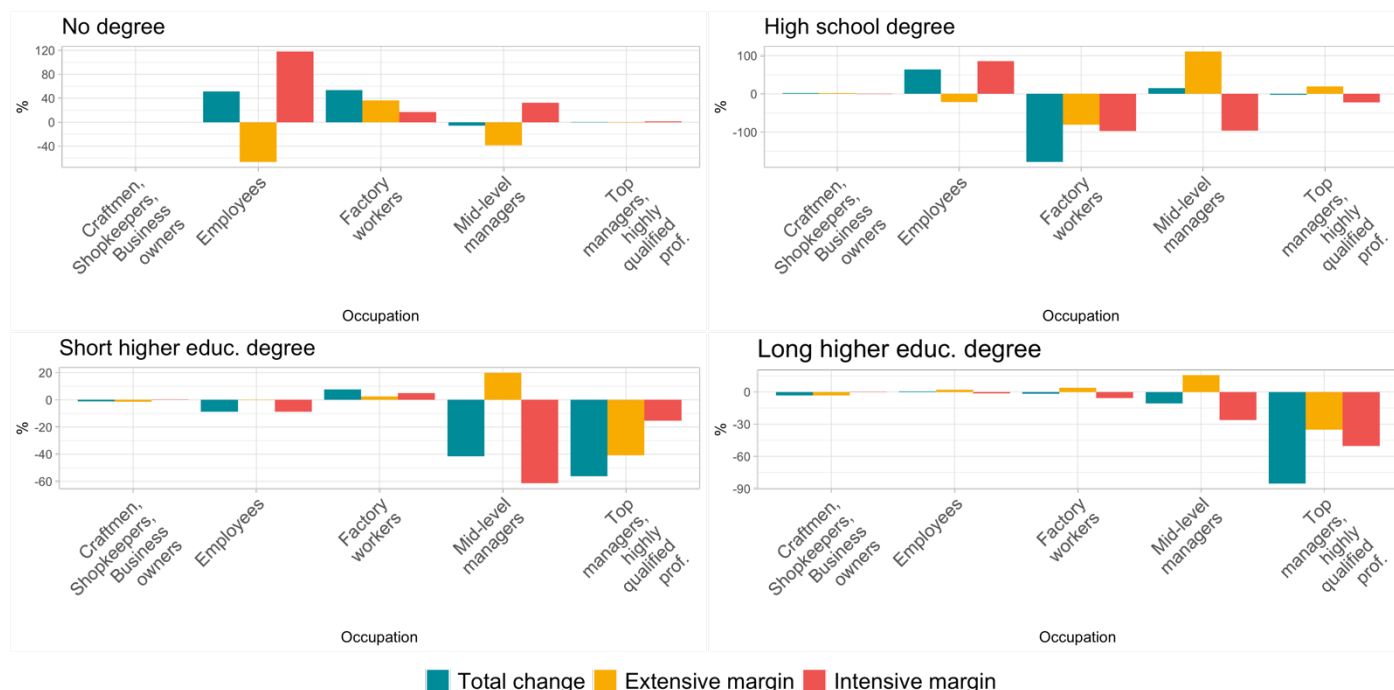 No degree
120
80
40
0
-40
%
Craftmen,
Shopkeepers,
Business
owners
Employees
Factory
workers
Mid-level
managers
Top
managers,
highly
qualified
prof.
Occupation
High school degree
100
0
-100
%
Craftmen,
Shopkeepers,
Business
owners
Employees
Factory
workers
Mid-level
managers
Top
managers,
highly
qualified
prof.
Occupation
Short higher educ. degree
20
0
-20
-40
-60
%
Craftmen,
Shopkeepers,
Business
owners
Employees
Factory
workers
Mid-level
managers
Top
managers,
highly
qualified
prof.
Occupation
Long higher educ. degree
0
-30
-60
-90
%
Craftmen,
Shopkeepers,
Business
owners
Employees
Factory
workers
Mid-level
managers
Top
managers,
highly
qualified
prof.
Occupation
Total change Extensive margin Intensive margin